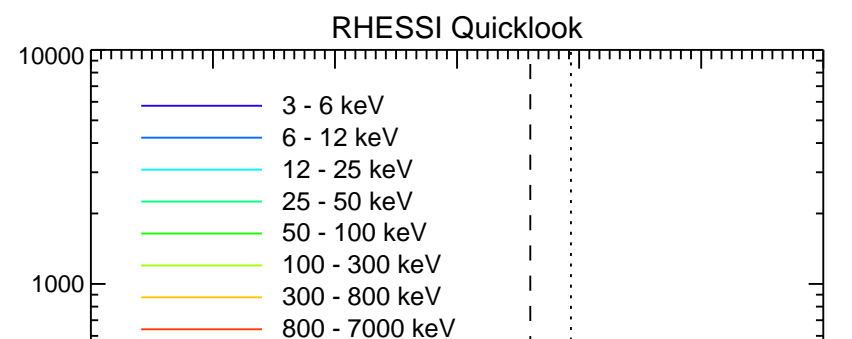 RHESSI Quicklook
10000
3 - 6 keV
6 - 12 keV
12 - 25 keV
25 - 50 keV
50 - 100 keV
100 - 300 keV
1000
300 - 800 keV
800 - 7000 keV